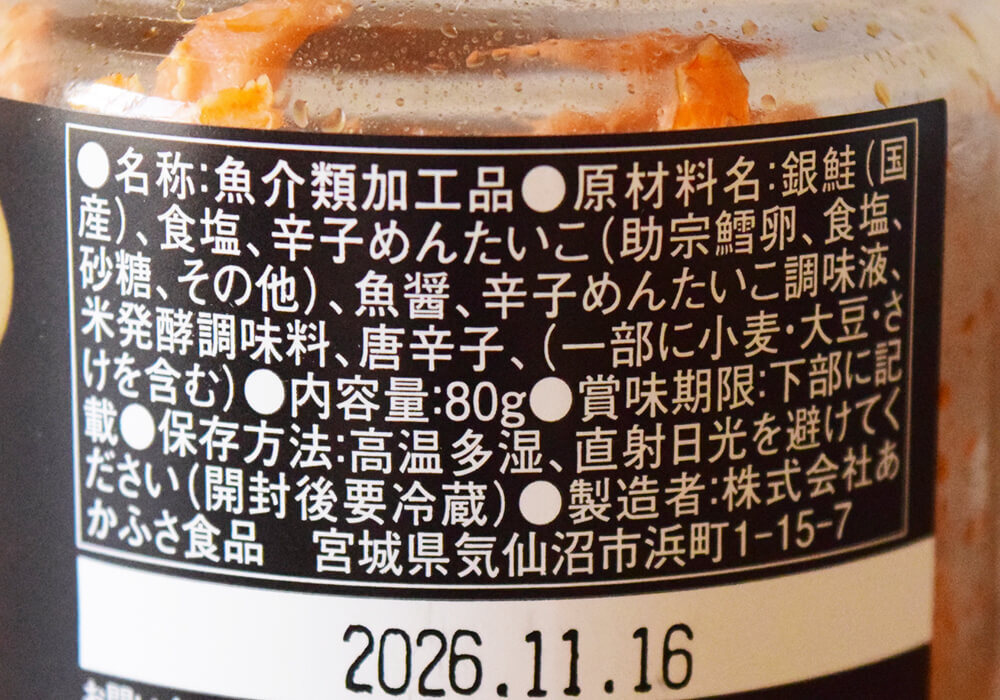 ●名称:魚介類加工品●原材料名:銀鮭(国
産)、食塩、辛子めんたいこ(助宗鱈卵、食塩、
砂糖、その他)、魚醤、辛子めんたいこ調味液、
米発酵調味料、唐辛子、(一部に小麦・大豆・さ
けを含む)●内容量:80g●賞味期限:下部に記
載●保存方法:高温多湿、直射日光を避けてく
ださい(開封後要冷蔵)●製造者:株式会社あ
かふさ食品 宮城県気仙沼市浜町1-15-7
2026.11.16